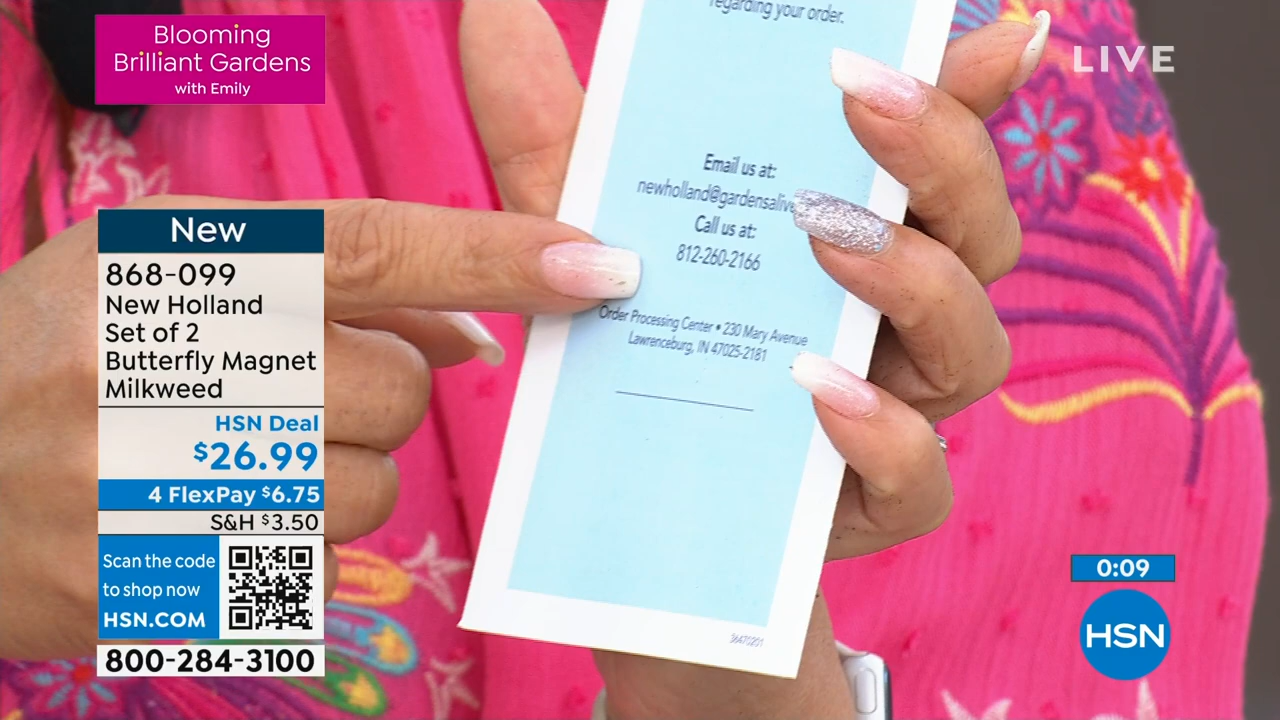 Blooming
Brilliant Gardens
with Emily
LIVE
New
868-099
New Holland
Set of 2
Butterfly Magnet
Milkweed
HSN Deal
$26.99
4 FlexPay $6.75
S&H $3.50
Scan the code
to shop now
HSN.COM
800-284-3100
regarding your order.
Email us at:
newholland@gardensalive
Call us at:
812-260-2166
Order Processing Center • 230 Mary Avenue
Lawrenceburg, IN 47025-2181
0:09
HSN